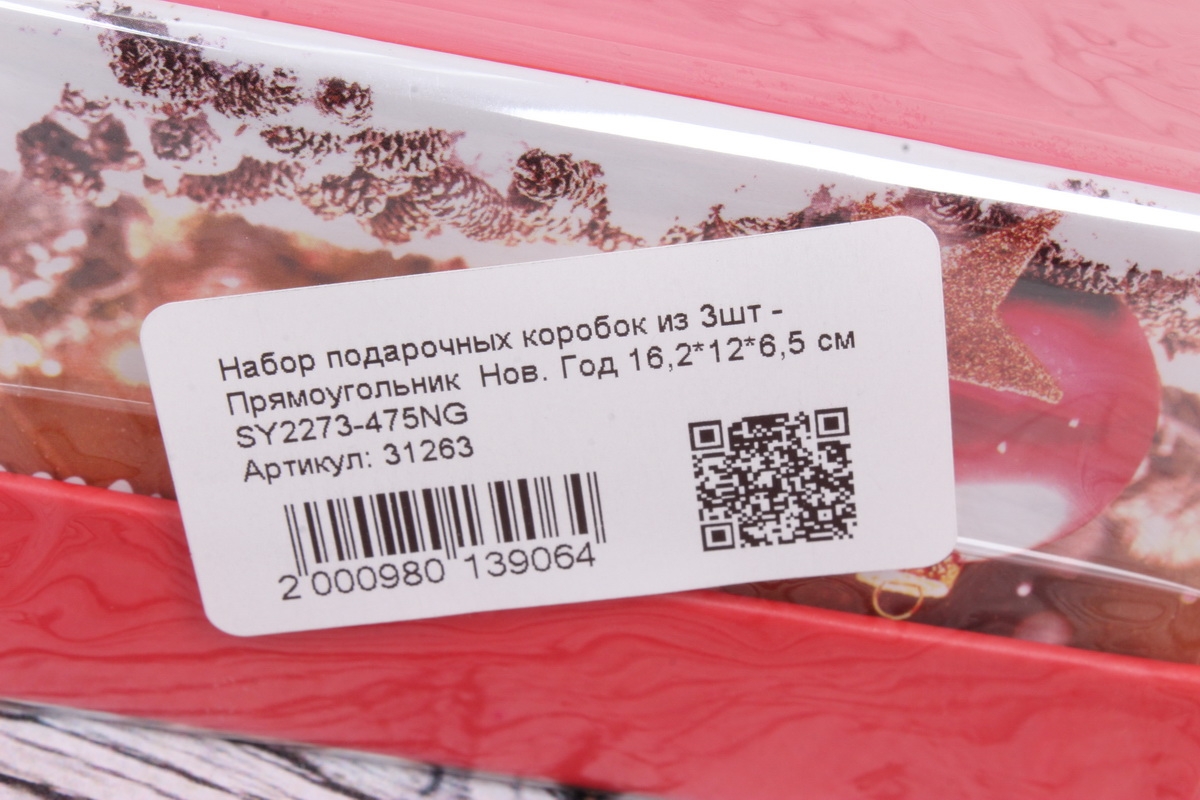 Набор подарочных коробок из 3шт -
Прямоугольник Нов. Год 16,2*12*6,5 см
SY2273-475NG
Артикул: 31263
2 000980 139064